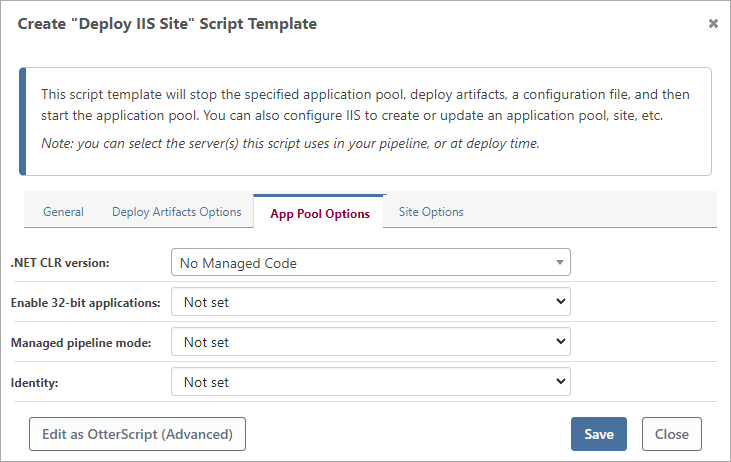 Create "Deploy IIS Site" Script Template
This script template will stop the specified application pool, deploy artifacts, a configuration file, and then
start the application pool. You can also configure IIS to create or update an application pool, site, etc.
Note: you can select the server(s) this script uses in your pipeline, or at deploy time.
General Deploy Artifacts Options App Pool Options Site Options
.NET CLR version: No Managed Code
Enable 32-bit applications: Not set
Managed pipeline mode: Not set
Identity: Not set
Edit as OtterScript (Advanced) Save Close